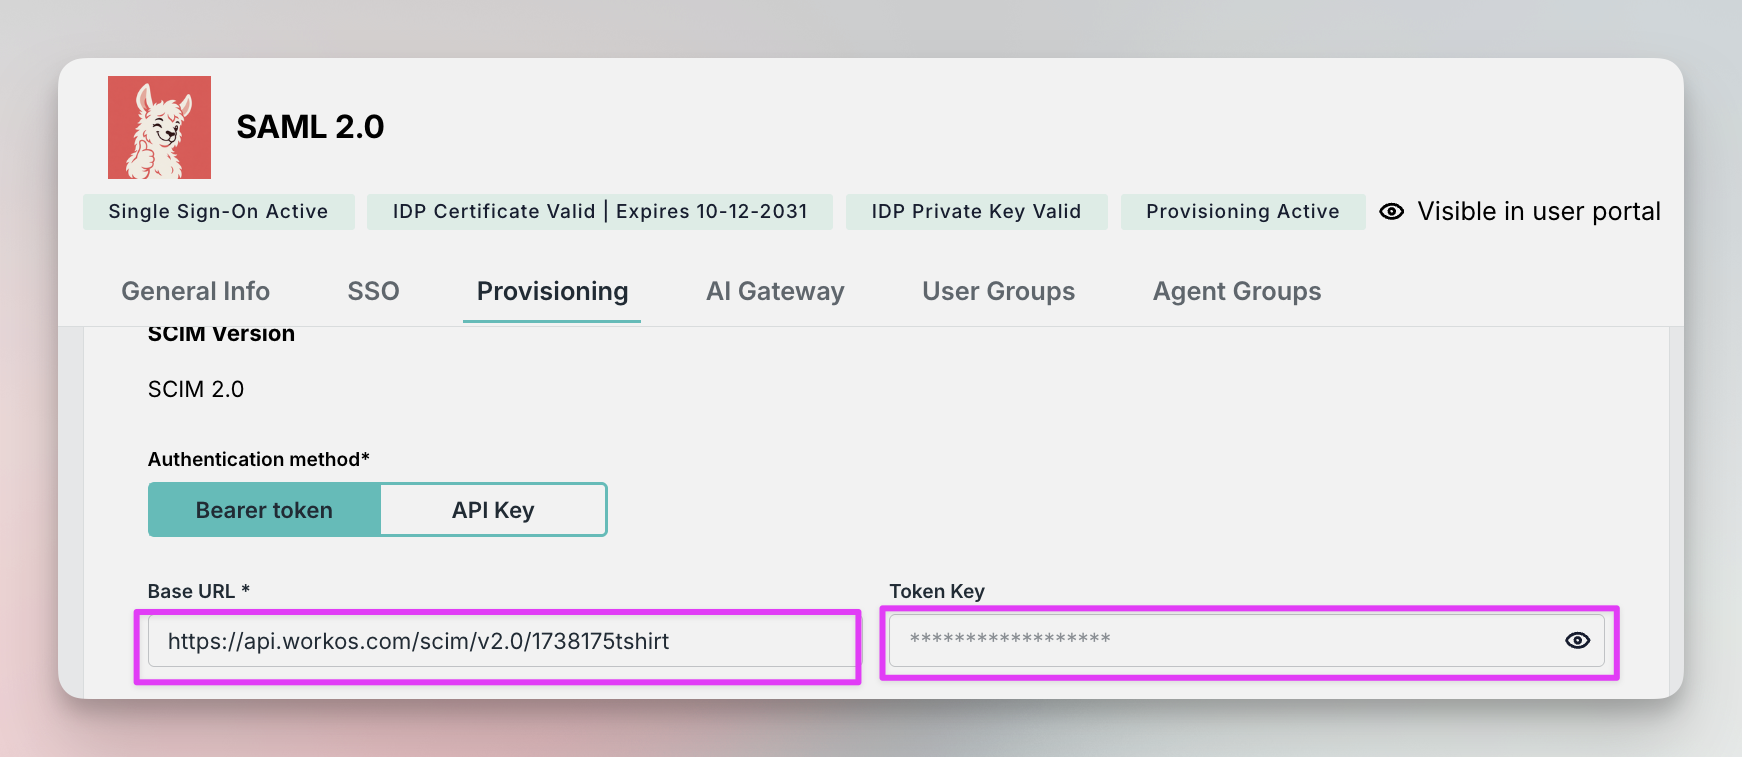 SAML 2.0
Single Sign-On Active
IDP Certificate Valid | Expires 10-12-2031
IDP Private Key Valid
Provisioning Active
Visible in user portal
General Info
SSO
Provisioning
AI Gateway
User Groups
Agent Groups
SCIM Version
SCIM 2.0
Authentication method*
Bearer token
API Key
Base URL *
Token Key
https://api.workos.com/scim/v2.0/1738175tshirt
******************